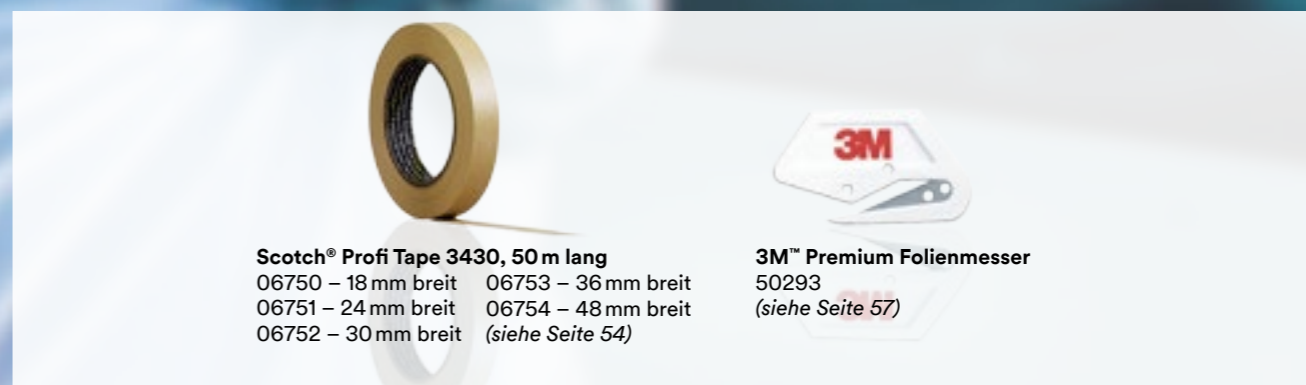 3M
Scotch® Profi Tape 3430, 50 m lang
06750 – 18 mm breit
06751 – 24 mm breit
06752 – 30 mm breit
06753 – 36 mm breit
06754 – 48 mm breit
(siehe Seite 54)
3M™ Premium Folienmesser
50293
(siehe Seite 57)